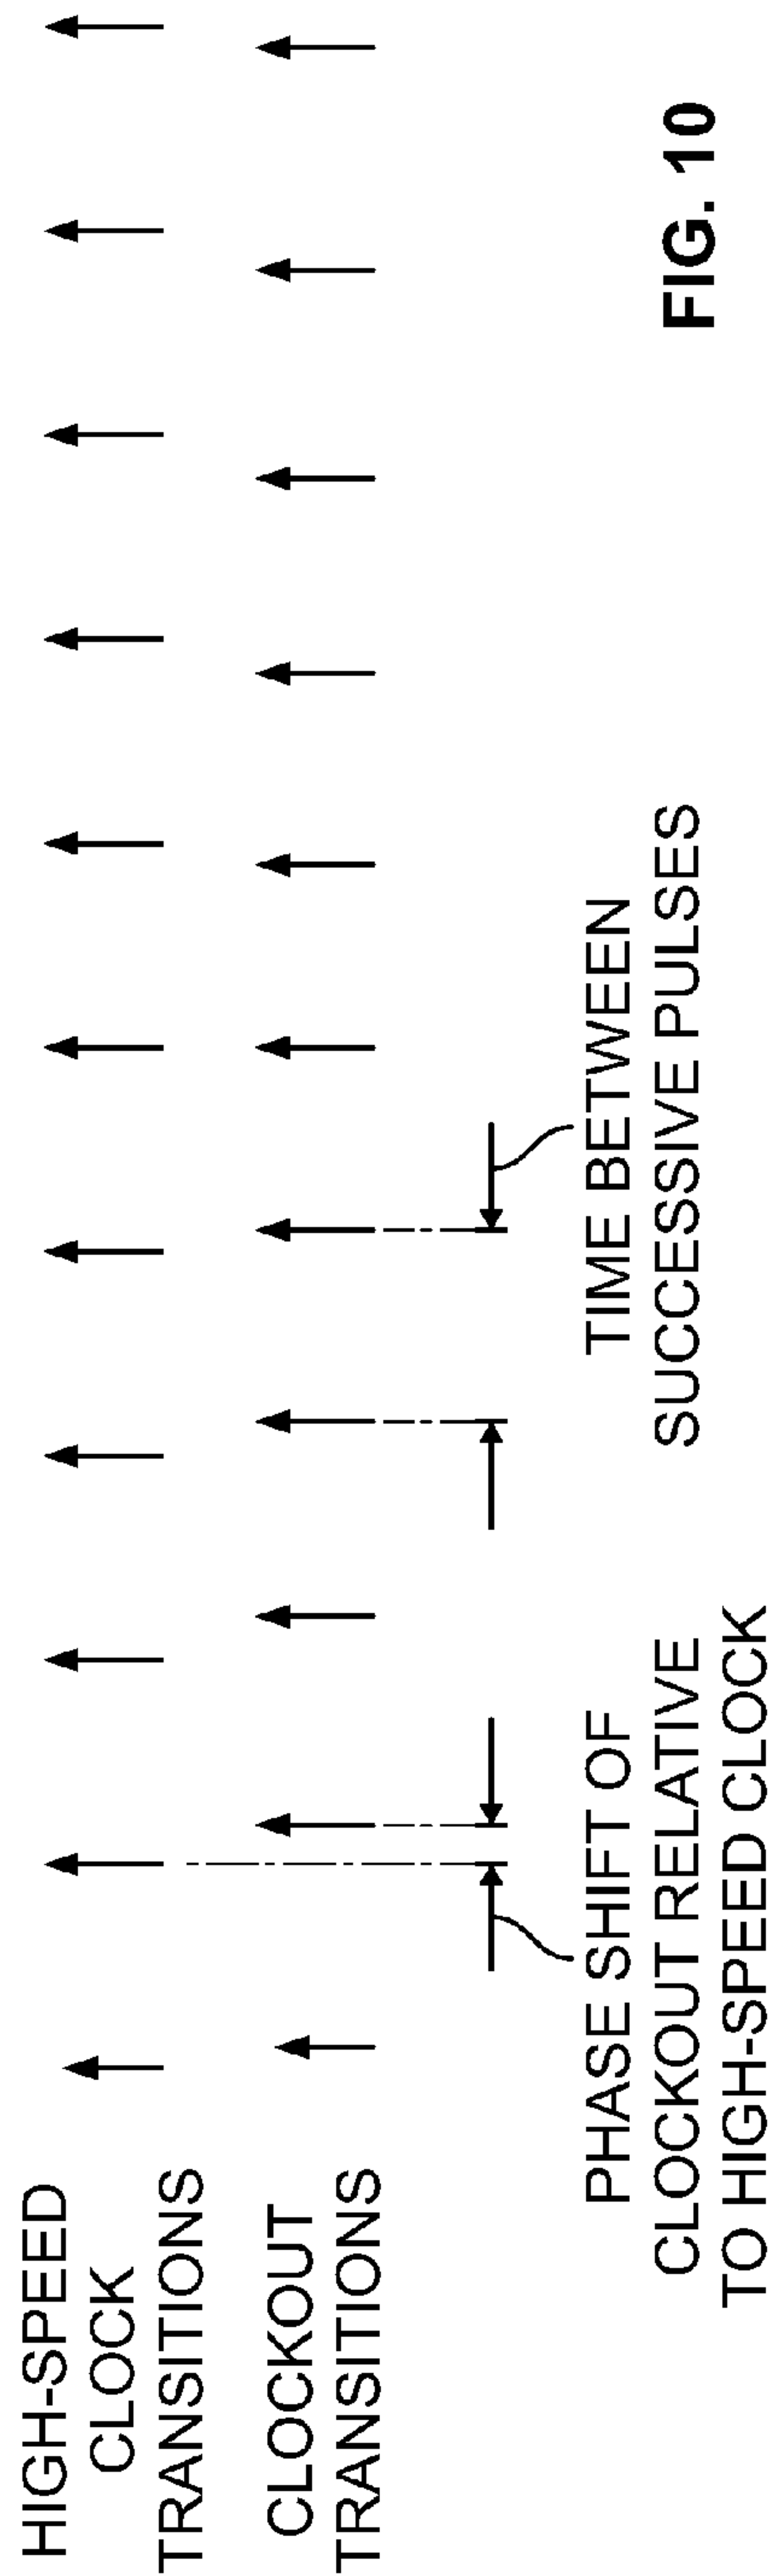 HIGH-SPEED
CLOCK
TRANSITIONS
CLOCKOUT
TRANSITIONS
PHASE SHIFT OF
CLOCKOUT RELATIVE
TO HIGH-SPEED CLOCK
TIME BETWEEN
SUCCESSIVE PULSES
FIG. 10